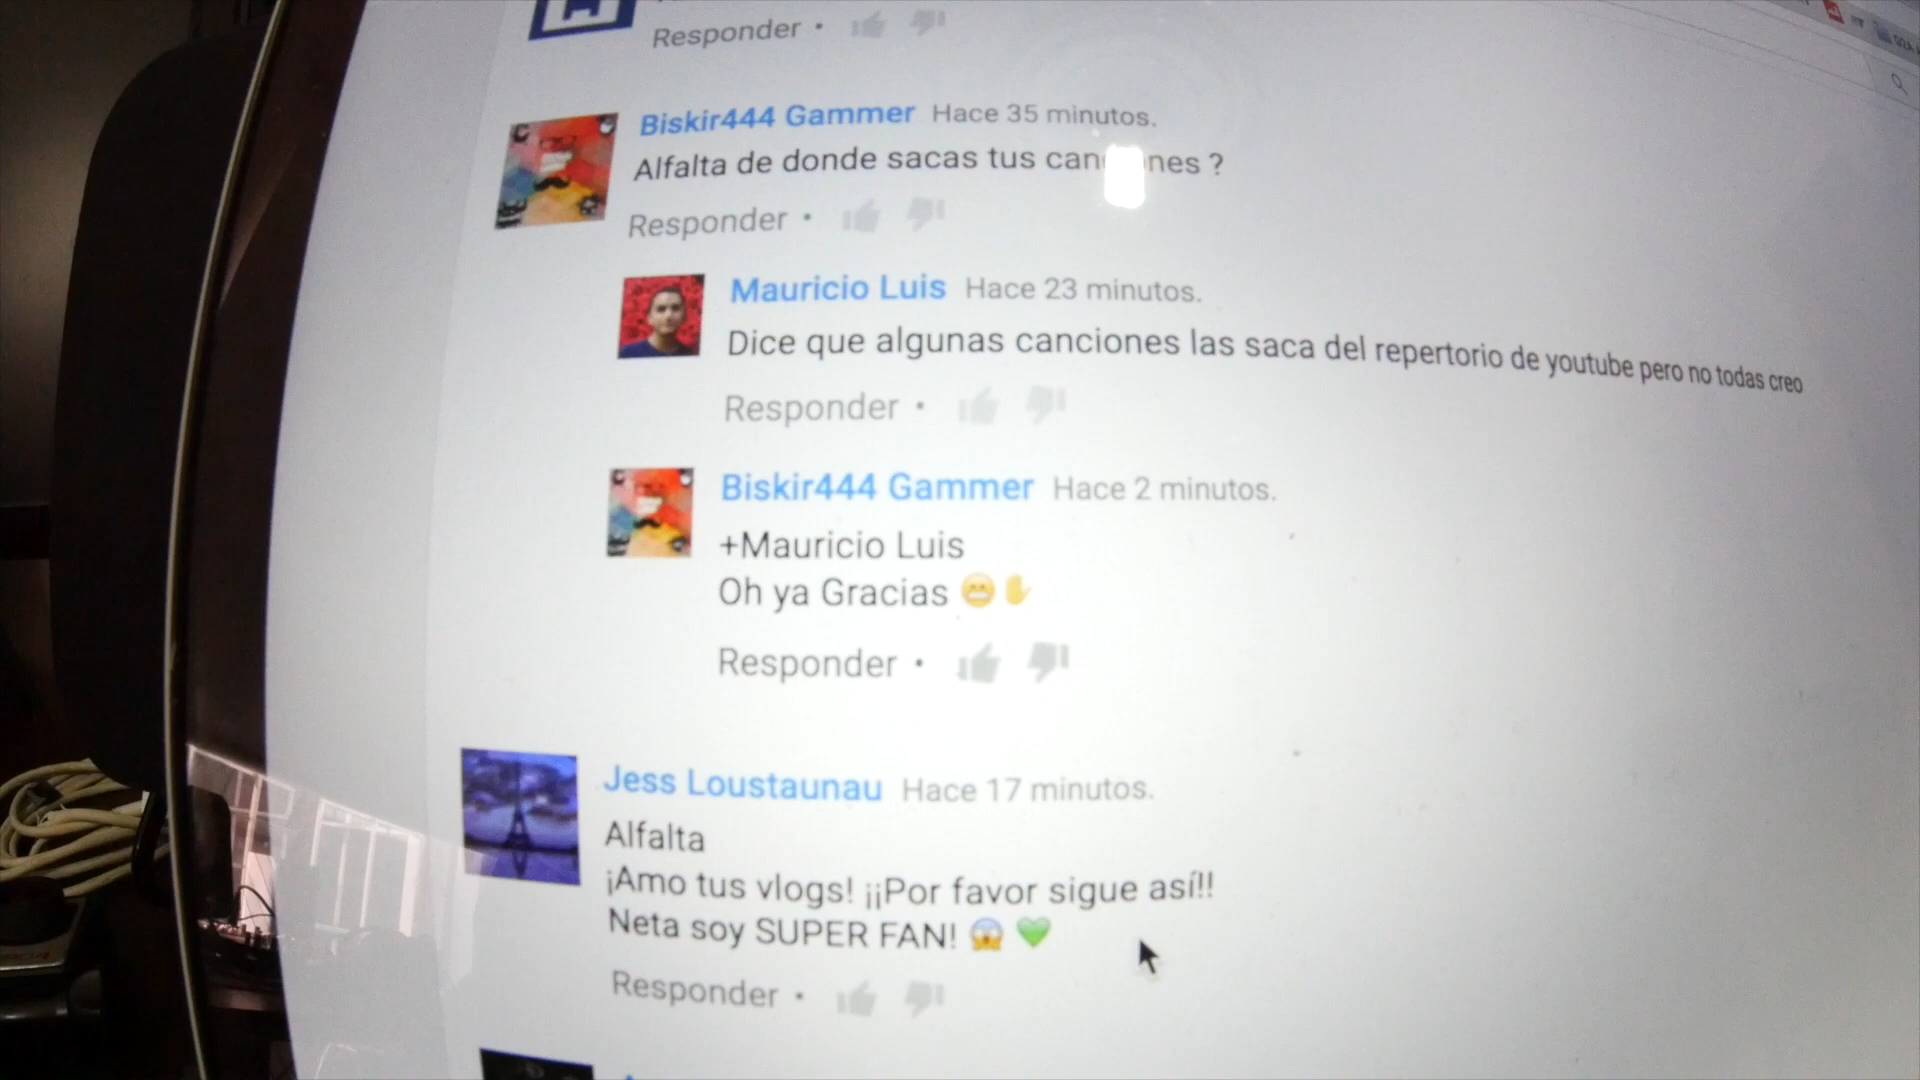 Responder •
Biskir444 Gammer Hace 35 minutos.
Alfalta de donde sacas tus ?
Responder •
Mauricio Luis Hace 23 minutos.
Dice que algunas canciones las saca del repertorio de youtube pero no todas creo
Responder •
Biskir444 Gammer Hace 2 minutos.
+Mauricio Luis
Oh ya Gracias 😁✋
Responder •
Jess Loustaunau Hace 17 minutos.
Alfalta
¡Amo tus vlogs! ¡¡Por favor sigue así!!
Neta soy SUPER FAN! 😱💚
Responder •